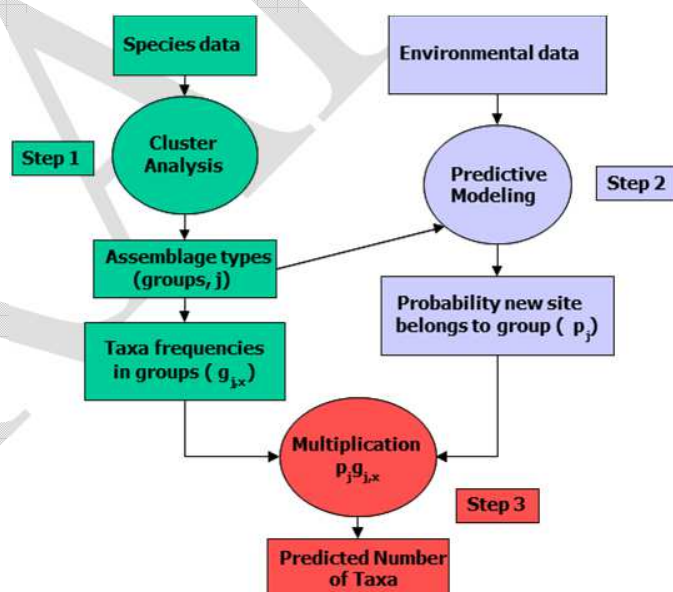 Species data
Environmental data
Step 1
Cluster
Analysis
Predictive
Modeling
Step 2
Assemblage types
(groups, j)
Probability new site
belongs to group ( pj)
Taxa frequencies
in groups ( gj,x)
Multiplication
pjgj,x
Step 3
Predicted Number
of Taxa